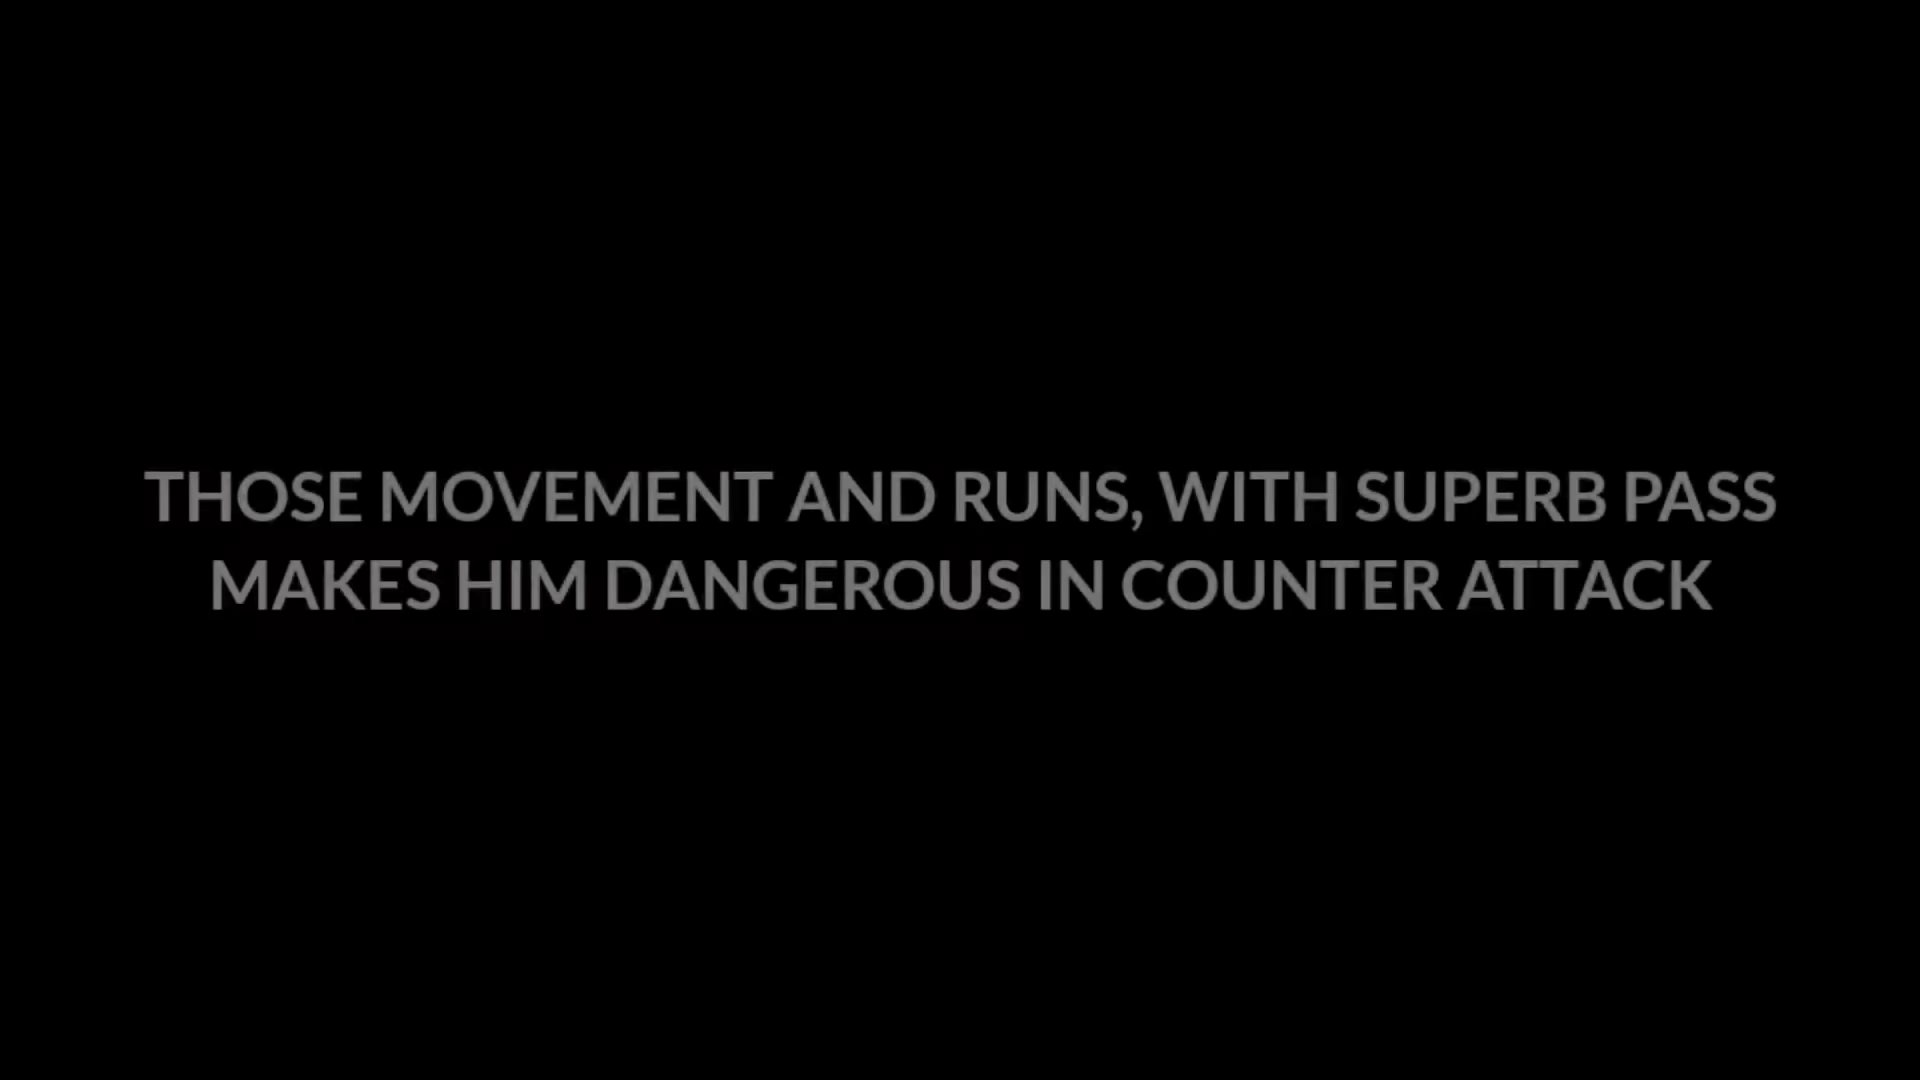 THOSE MOVEMENT AND RUNS, WITH SUPERB PASS
MAKES HIM DANGEROUS IN COUNTER ATTACK